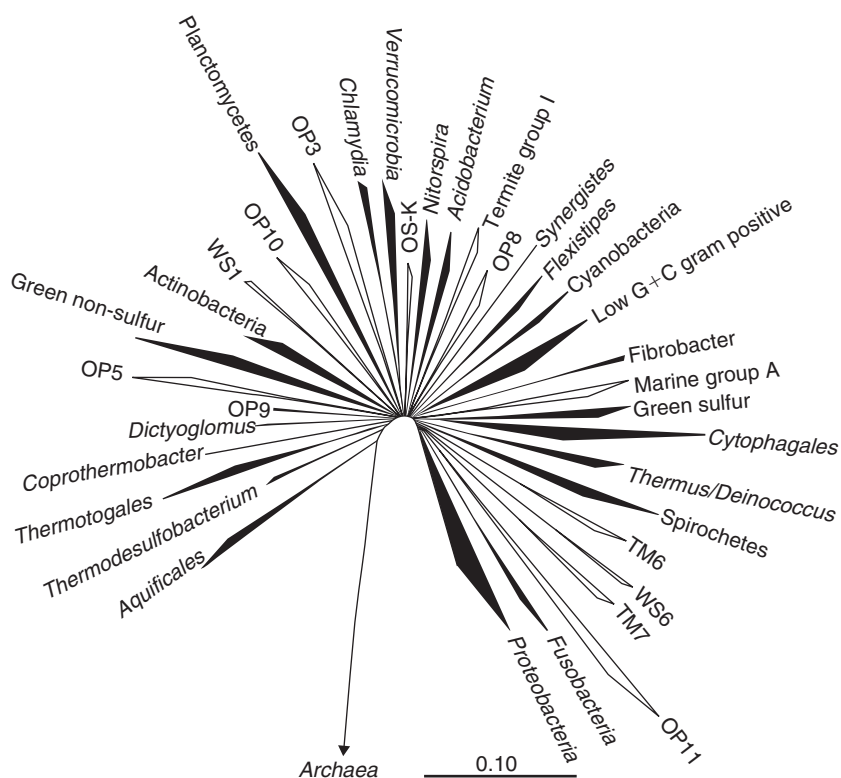 Planctomycetes
OP3
Chlamydia
Verrucomicrobia
OS-K
Nitorspira
Acidobacterium
Termite group I
OP8
Synergistes
Flexistipes
Cyanobacteria
Low G+C gram positive
Fibrobacter
Marine group A
Green sulfur
Cytophagales
Thermus/Deinococcus
Spirochetes
TM6
WS6
TM7
OP11
Fusobacteria
Proteobacteria
Archaea
Aquificales
Thermodesulfobacterium
Thermotogales
Coprothermobacter
Dictyoglomus
OP9
OP5
Green non-sulfur
Actinobacteria
WS1
OP10
0.10